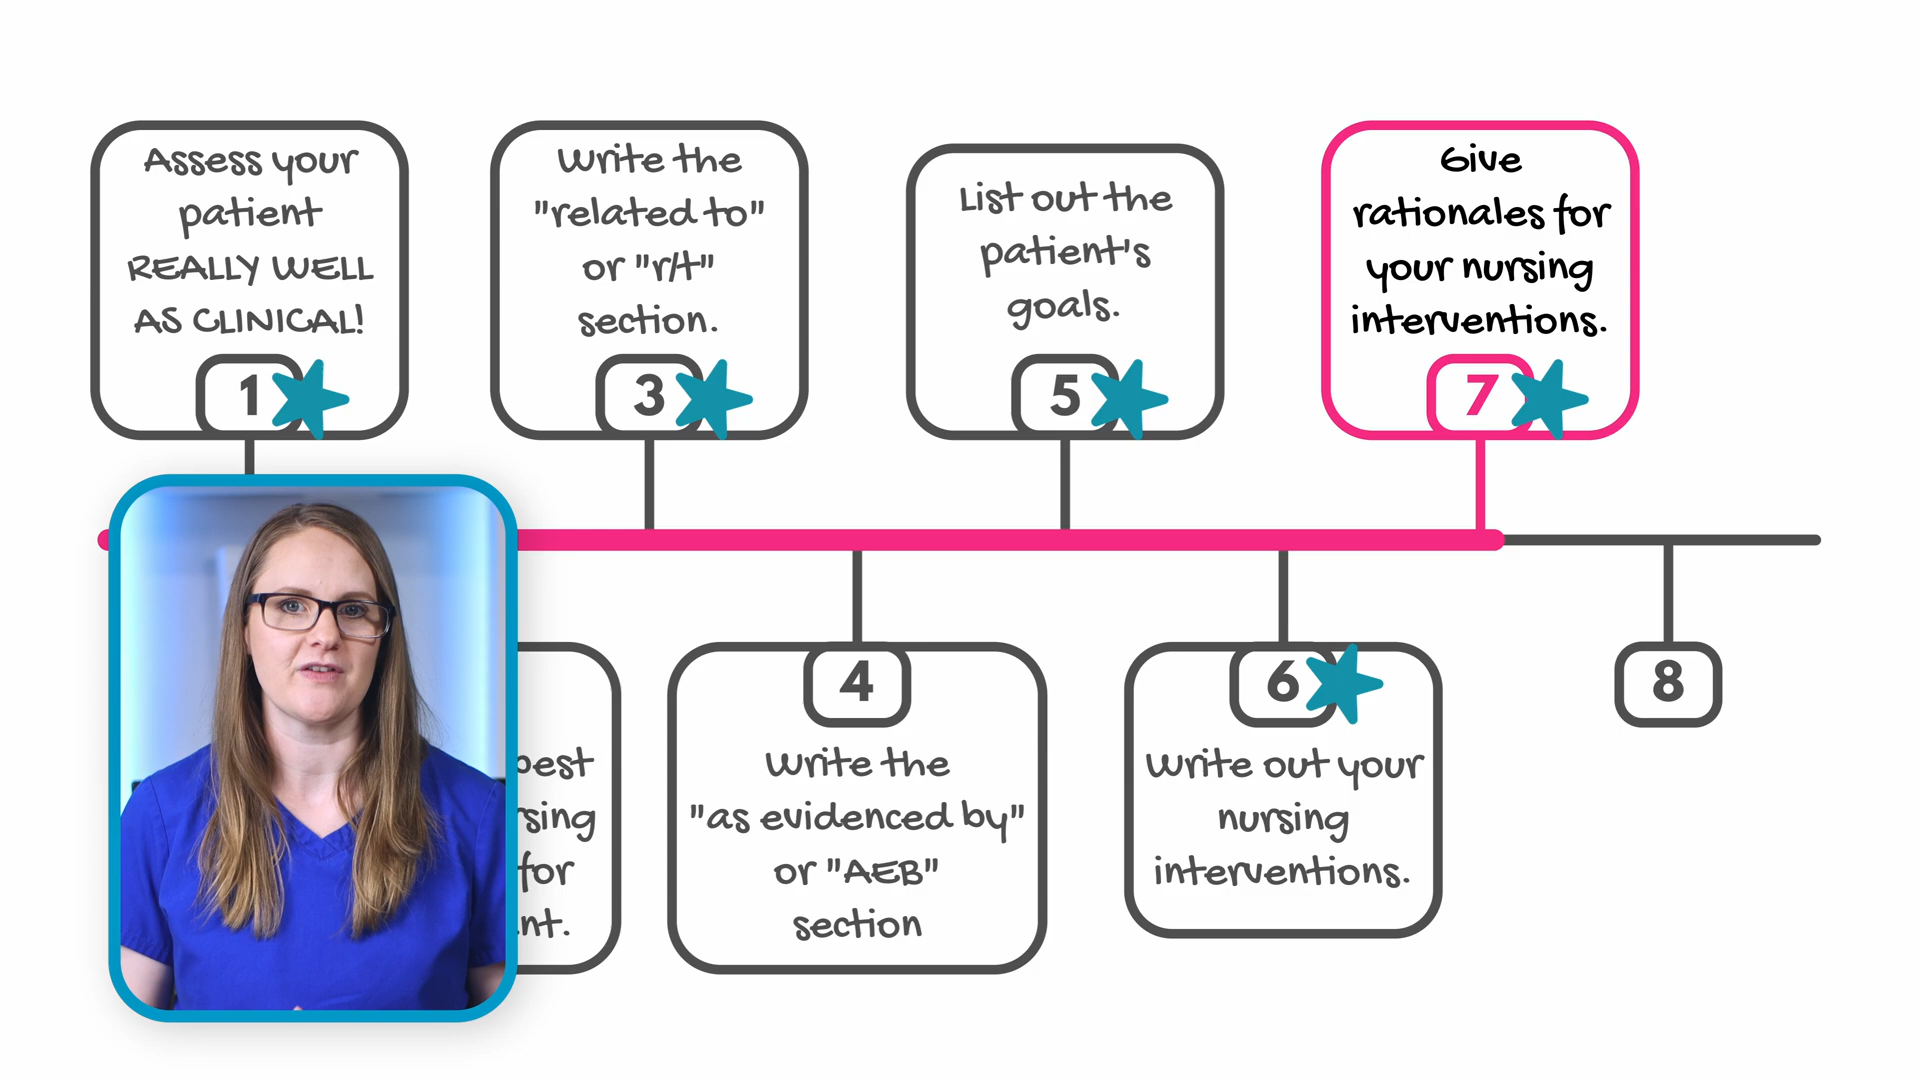 Assess your
patient
REALLY WELL
AS CLINICAL!
1
Write the
"related to"
or "r/t"
section.
3
List out the
patient's
goals.
5
Give
rationales for
your nursing
interventions.
7
best
for
4
Write the
"as evidenced by"
or "AEB"
section
6
Write out your
nursing
interventions.
8